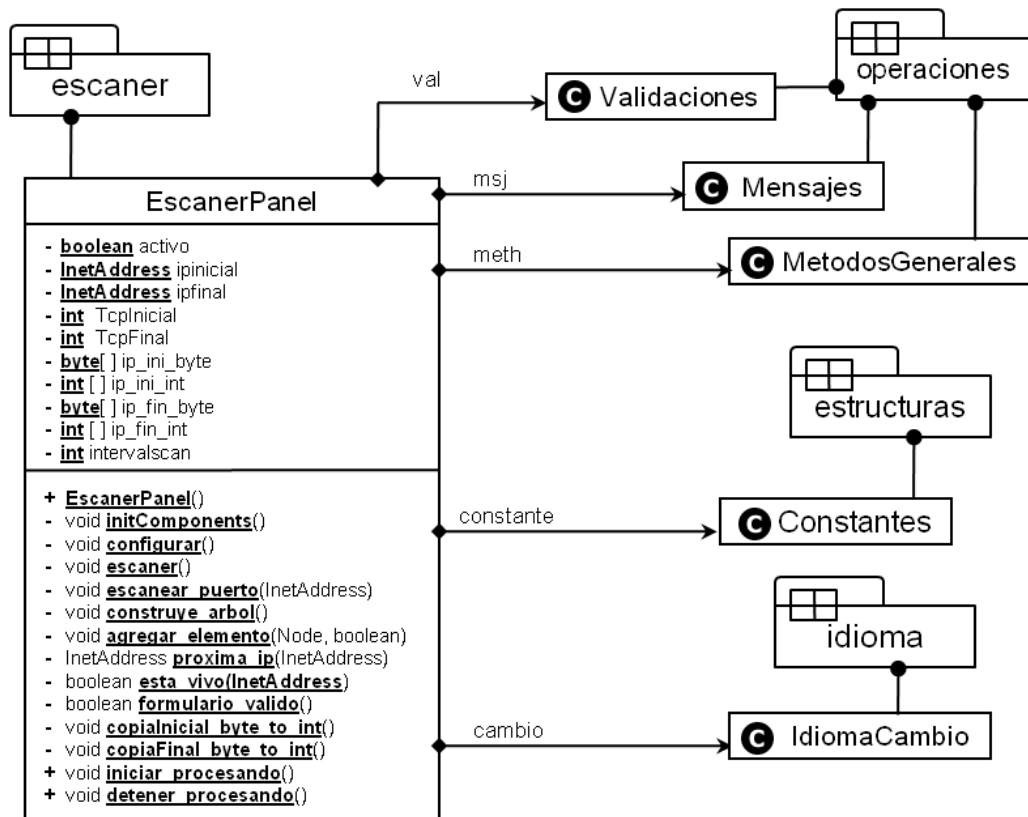 escaner
operaciones
val
C Validaciones
msj
C Mensajes
EscanerPanel
meth
C MetodosGenerales
- boolean activo
- InetAddress ipinicial
- InetAddress ipfinal
- int TcpInicial
- int TcpFinal
- byte[ ] ip_ini_byte
- int [ ] ip_ini_int
- byte[ ] ip_fin_byte
- int [ ] ip_fin_int
- int intervalscan
estructuras
+ EscanerPanel()
- void initComponents()
- void configurar()
- void escaner()
- void escanear_puerto(InetAddress)
- void construye_arbol()
- void agregar_elemento(Node, boolean)
- InetAddress proxima_ip(InetAddress)
- boolean esta_vivo(InetAddress)
- boolean formulario_valido()
- void copiaInicial_byte_to_int()
- void copiaFinal_byte_to_int()
+ void iniciar_procesando()
+ void detener_procesando()
constante
C Constantes
idioma
cambio
C IdiomaCambio